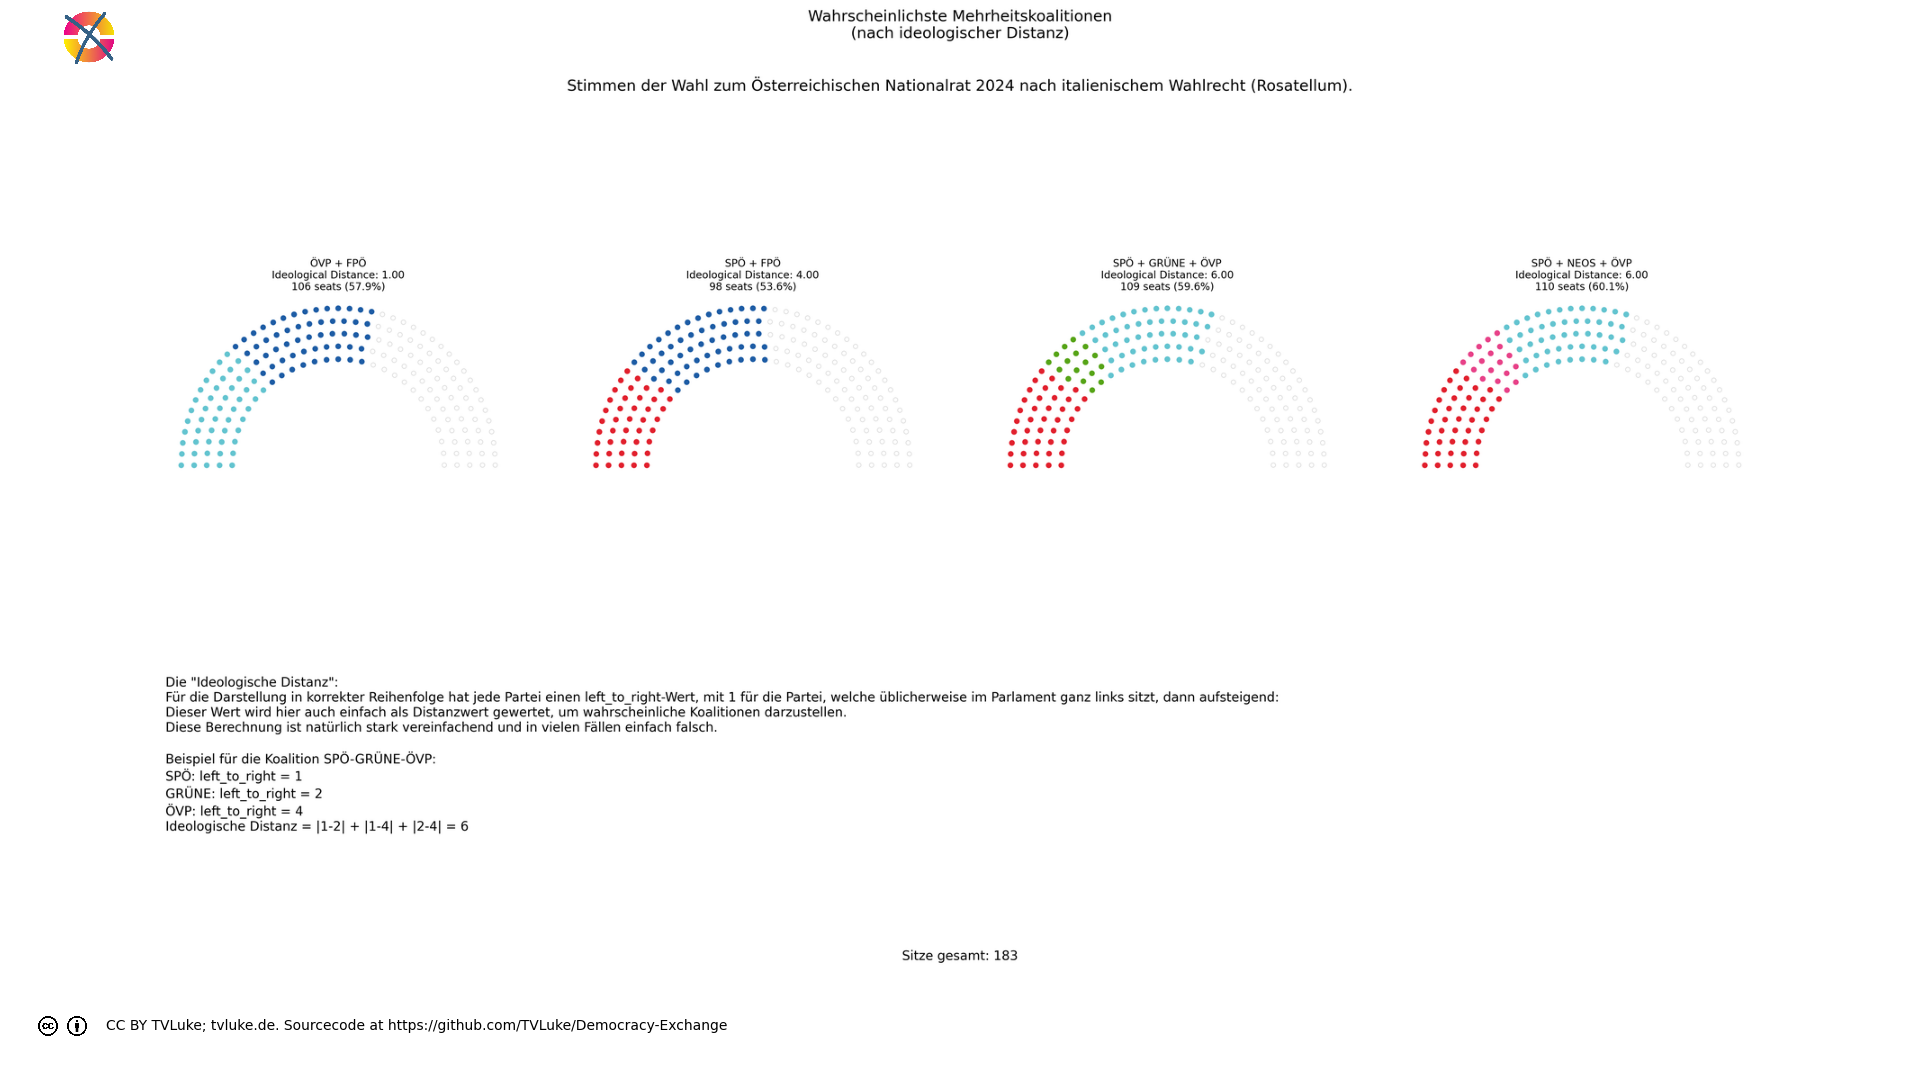 Wahrscheinlichste Mehrheitskoalitionen
(nach ideologischer Distanz)
Stimmen der Wahl zum Österreichischen Nationalrat 2024 nach italienischem Wahlrecht (Rosatellum).
ÖVP + FPÖ
Ideological Distance: 1.00
106 seats (57.9%)
SPÖ + FPÖ
Ideological Distance: 4.00
98 seats (53.6%)
SPÖ + GRÜNE + ÖVP
Ideological Distance: 6.00
109 seats (59.6%)
SPÖ + NEOS + ÖVP
Ideological Distance: 6.00
110 seats (60.1%)
Die "Ideologische Distanz":
Für die Darstellung in korrekter Reihenfolge hat jede Partei einen left_to_right-Wert, mit 1 für die Partei, welche üblicherweise im Parlament ganz links sitzt, dann aufsteigend:
Dieser Wert wird hier auch einfach als Distanzwert gewertet, um wahrscheinliche Koalitionen darzustellen.
Diese Berechnung ist natürlich stark vereinfachend und in vielen Fällen einfach falsch.
Beispiel für die Koalition SPÖ-GRÜNE-ÖVP:
SPÖ: left_to_right = 1
GRÜNE: left_to_right = 2
ÖVP: left_to_right = 4
Ideologische Distanz = |1-2| + |1-4| + |2-4| = 6
Sitze gesamt: 183
cc CC BY TVLuke; tvluke.de. Sourcecode at https://github.com/TVLuke/Democracy-Exchange